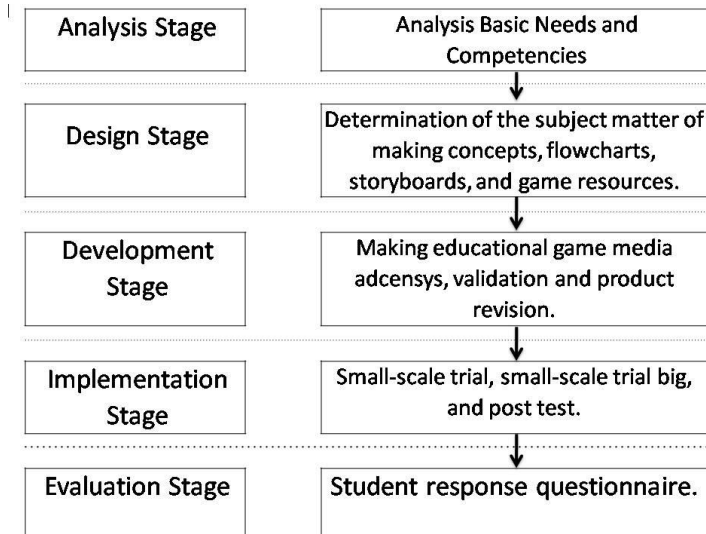 Analysis Stage
Analysis Basic Needs and
Competencies
Design Stage
Determination of the subject matter of
making concepts, flowcharts,
storyboards, and game resources.
Development
Stage
Making educational game media
adcensys, validation and product
revision.
Implementation
Stage
Small-scale trial, small-scale trial big,
and post test.
Evaluation Stage
Student response questionnaire.